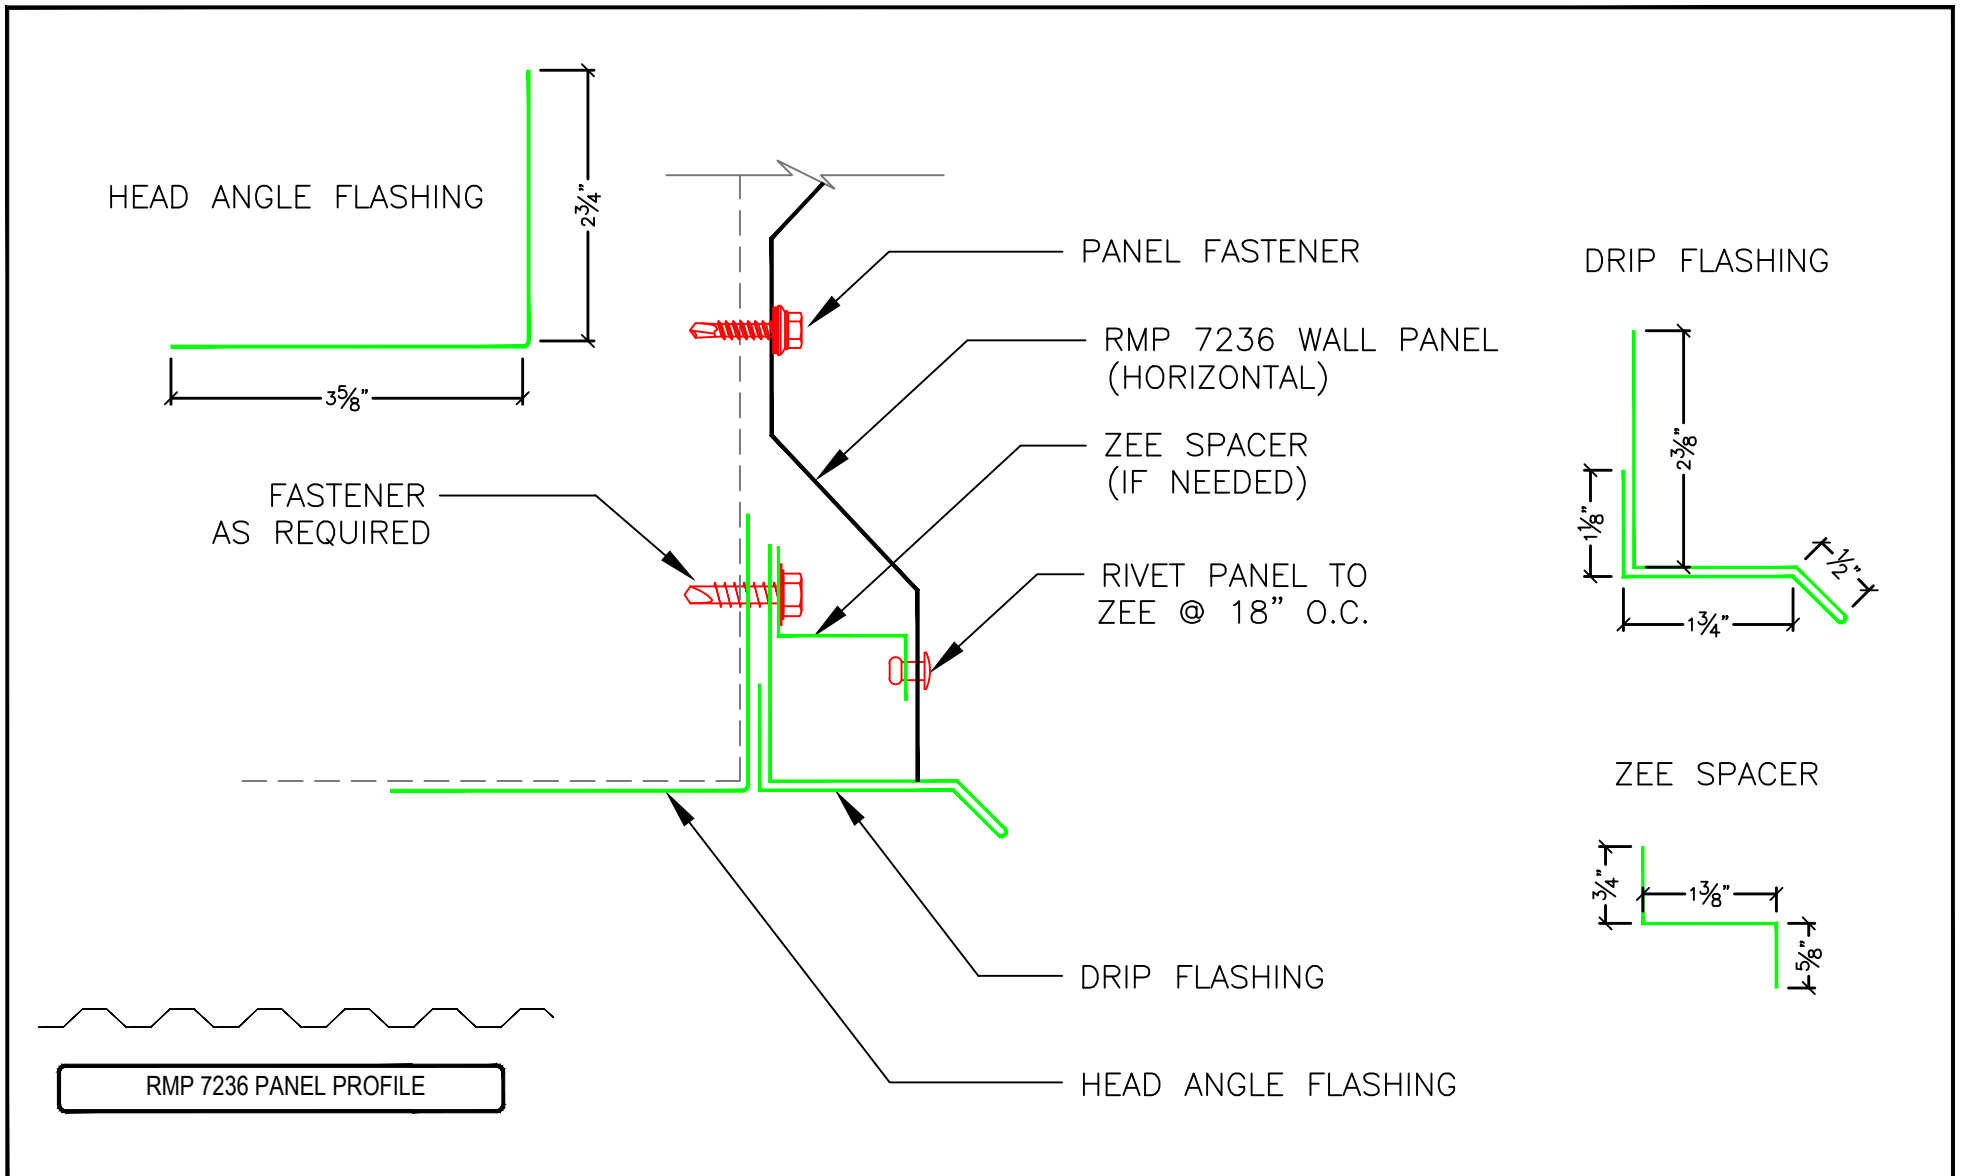 HEAD ANGLE FLASHING
2¾”
3⅝”
PANEL FASTENER
RMP 7236 WALL PANEL
(HORIZONTAL)
ZEE SPACER
(IF NEEDED)
FASTENER
AS REQUIRED
RIVET PANEL TO
ZEE @ 18” O.C.
DRIP FLASHING
HEAD ANGLE FLASHING
DRIP FLASHING
2⅜”
1⅛”
½”
1¾”
ZEE SPACER
¾”
1⅜”
⅝”
RMP 7236 PANEL PROFILE